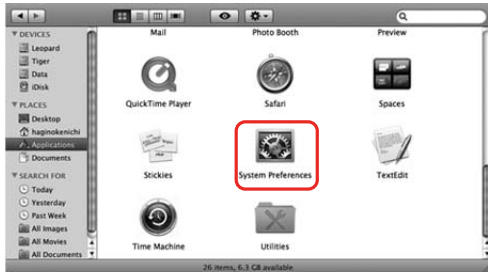 DEVICES
Leopard
Tiger
Data
iDisk
PLACES
Desktop
haginokenichi
Applications
Documents
SEARCH FOR
Today
Yesterday
Past Week
All Images
All Movies
All Documents
Mail Photo Booth Preview
QuickTime Player Safari Spaces
Stickies System Preferences TextEdit
Time Machine Utilities
26 items, 6.3 GB available